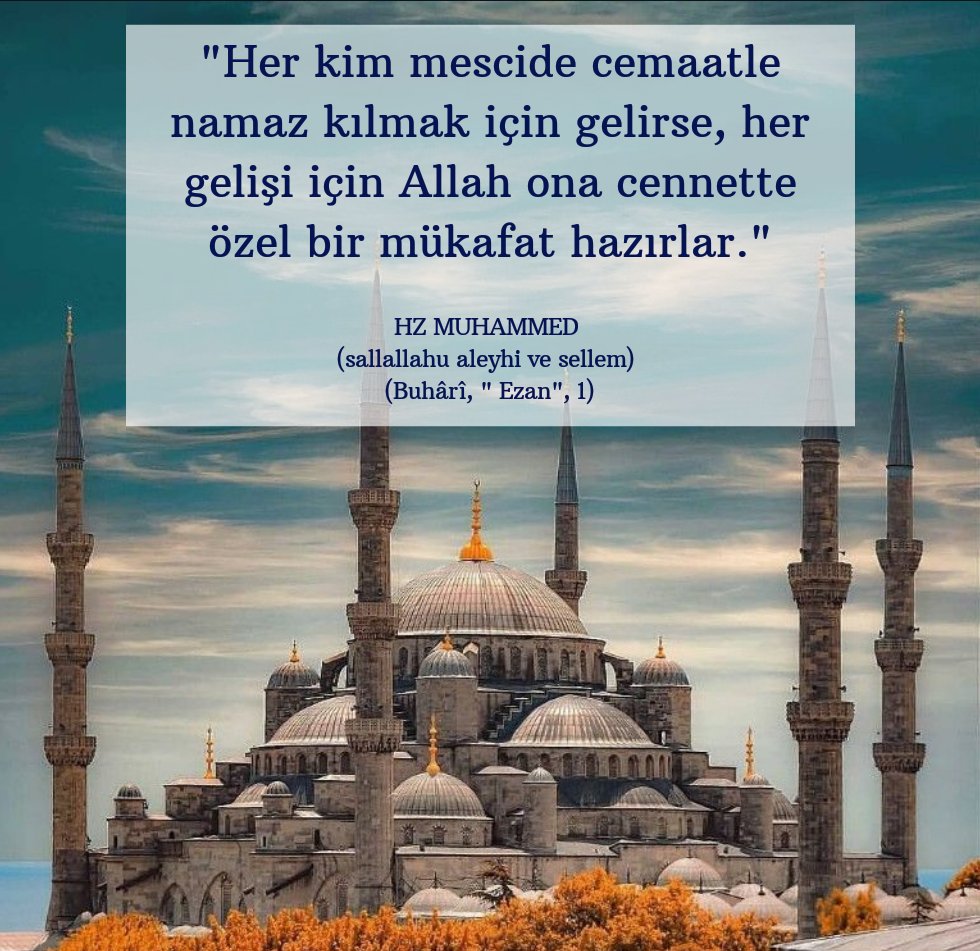 "Her kim mescide cemaatle
namaz kılmak için gelirse, her
gelişi için Allah ona cennette
özel bir mükafat hazırlar."
HZ MUHAMMED
(sallallahu aleyhi ve sellem)
(Buhârî, " Ezan", 1)